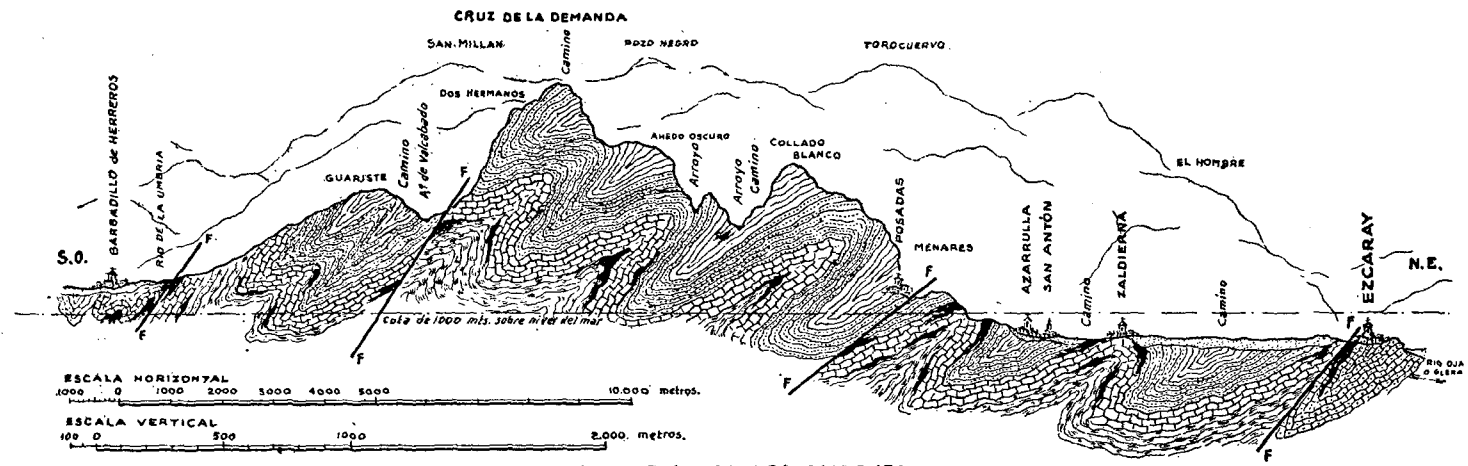 CRUZ DE LA DEMANDA
SAN-MILLAN
Camino
POZO NEGRO
TOROCUERVO
BARBADILLO de HERREROS
RIO DE LA UMBRIA
DOS HERMANOS
GUARISTE
Camino
Aº de Valcabado
AHEDO OSCURO
Arroyo
Arroyo
Camino
COLLADO
BLANCO
EL HOMBRE
POSADAS
MENARES
AZARRULLA
SAN ANTÓN
Camino
ZALDIERNA
Camino
EZCARAY
S.O.
N.E.
F
F
F
F
F
F
F
F
Cota de 1000 mts. sobre nivel del mar
RIO OJA
O GLERA
ESCALA HORIZONTAL
1000 0 1000 2000 3000 4000 5000 10.000 metros.
ESCALA VERTICAL
100 0 500 1000 2.000 metros.